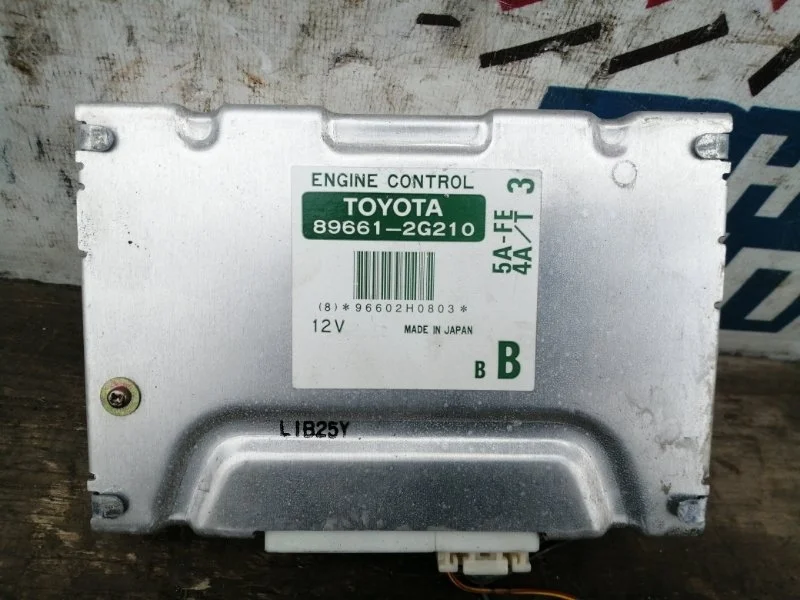 ENGINE CONTROL
TOYOTA
89661-2G210
(8)*96602H0803*
12V
MADE IN JAPAN
B B
5A-FE 3
4A/T
L1B25Y